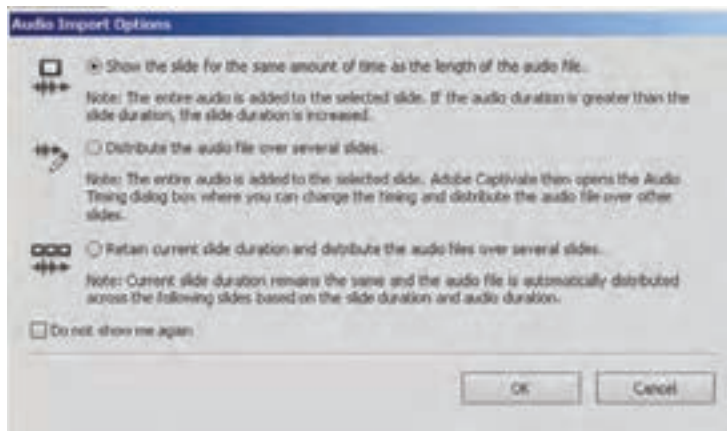 Audio Import Options
Show the slide for the same amount of time as the length of the audio file.
Note: The entire audio is added to the selected slide. If the audio duration is greater than the
slide duration, the slide duration is increased.
Distribute the audio file over several slides.
Note: The entire audio is added to the selected slide. Adobe Captivate then opens the Audio
Timing dialog box where you can change the timing and distribute the audio file over other
slides.
Retain current slide duration and distribute the audio files over several slides.
Note: Current slide duration remains the same and the audio file is automatically distributed
across the following slides based on the slide duration and audio duration.
Do not show me again
OK
Cancel